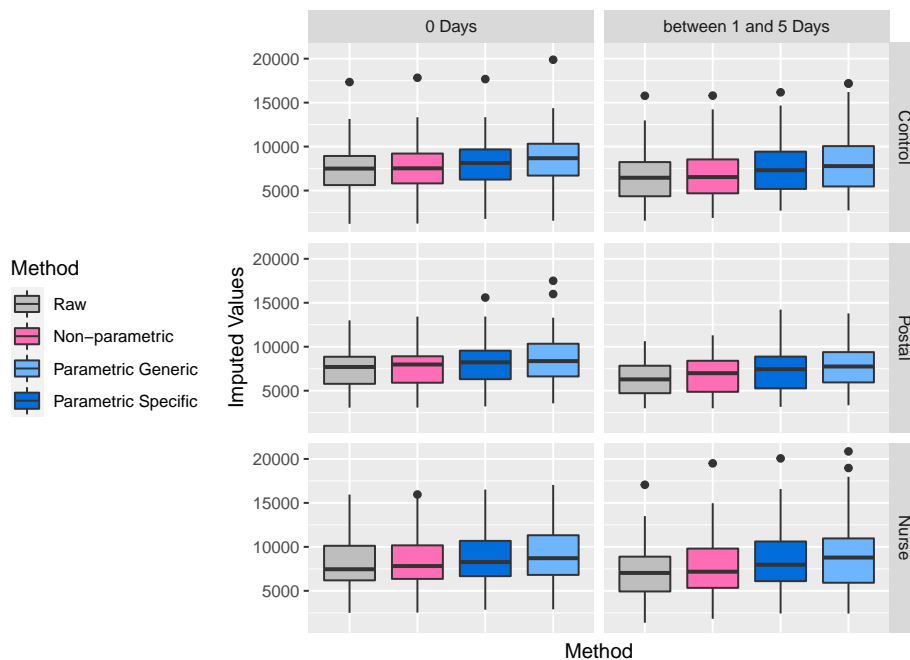 0 Days
between 1 and 5 Days
20000
15000
10000
5000
Control
20000
15000
10000
5000
Postal
20000
15000
10000
5000
Nurse
Imputed Values
Method
Method
Raw
Non−parametric
Parametric Generic
Parametric Specific